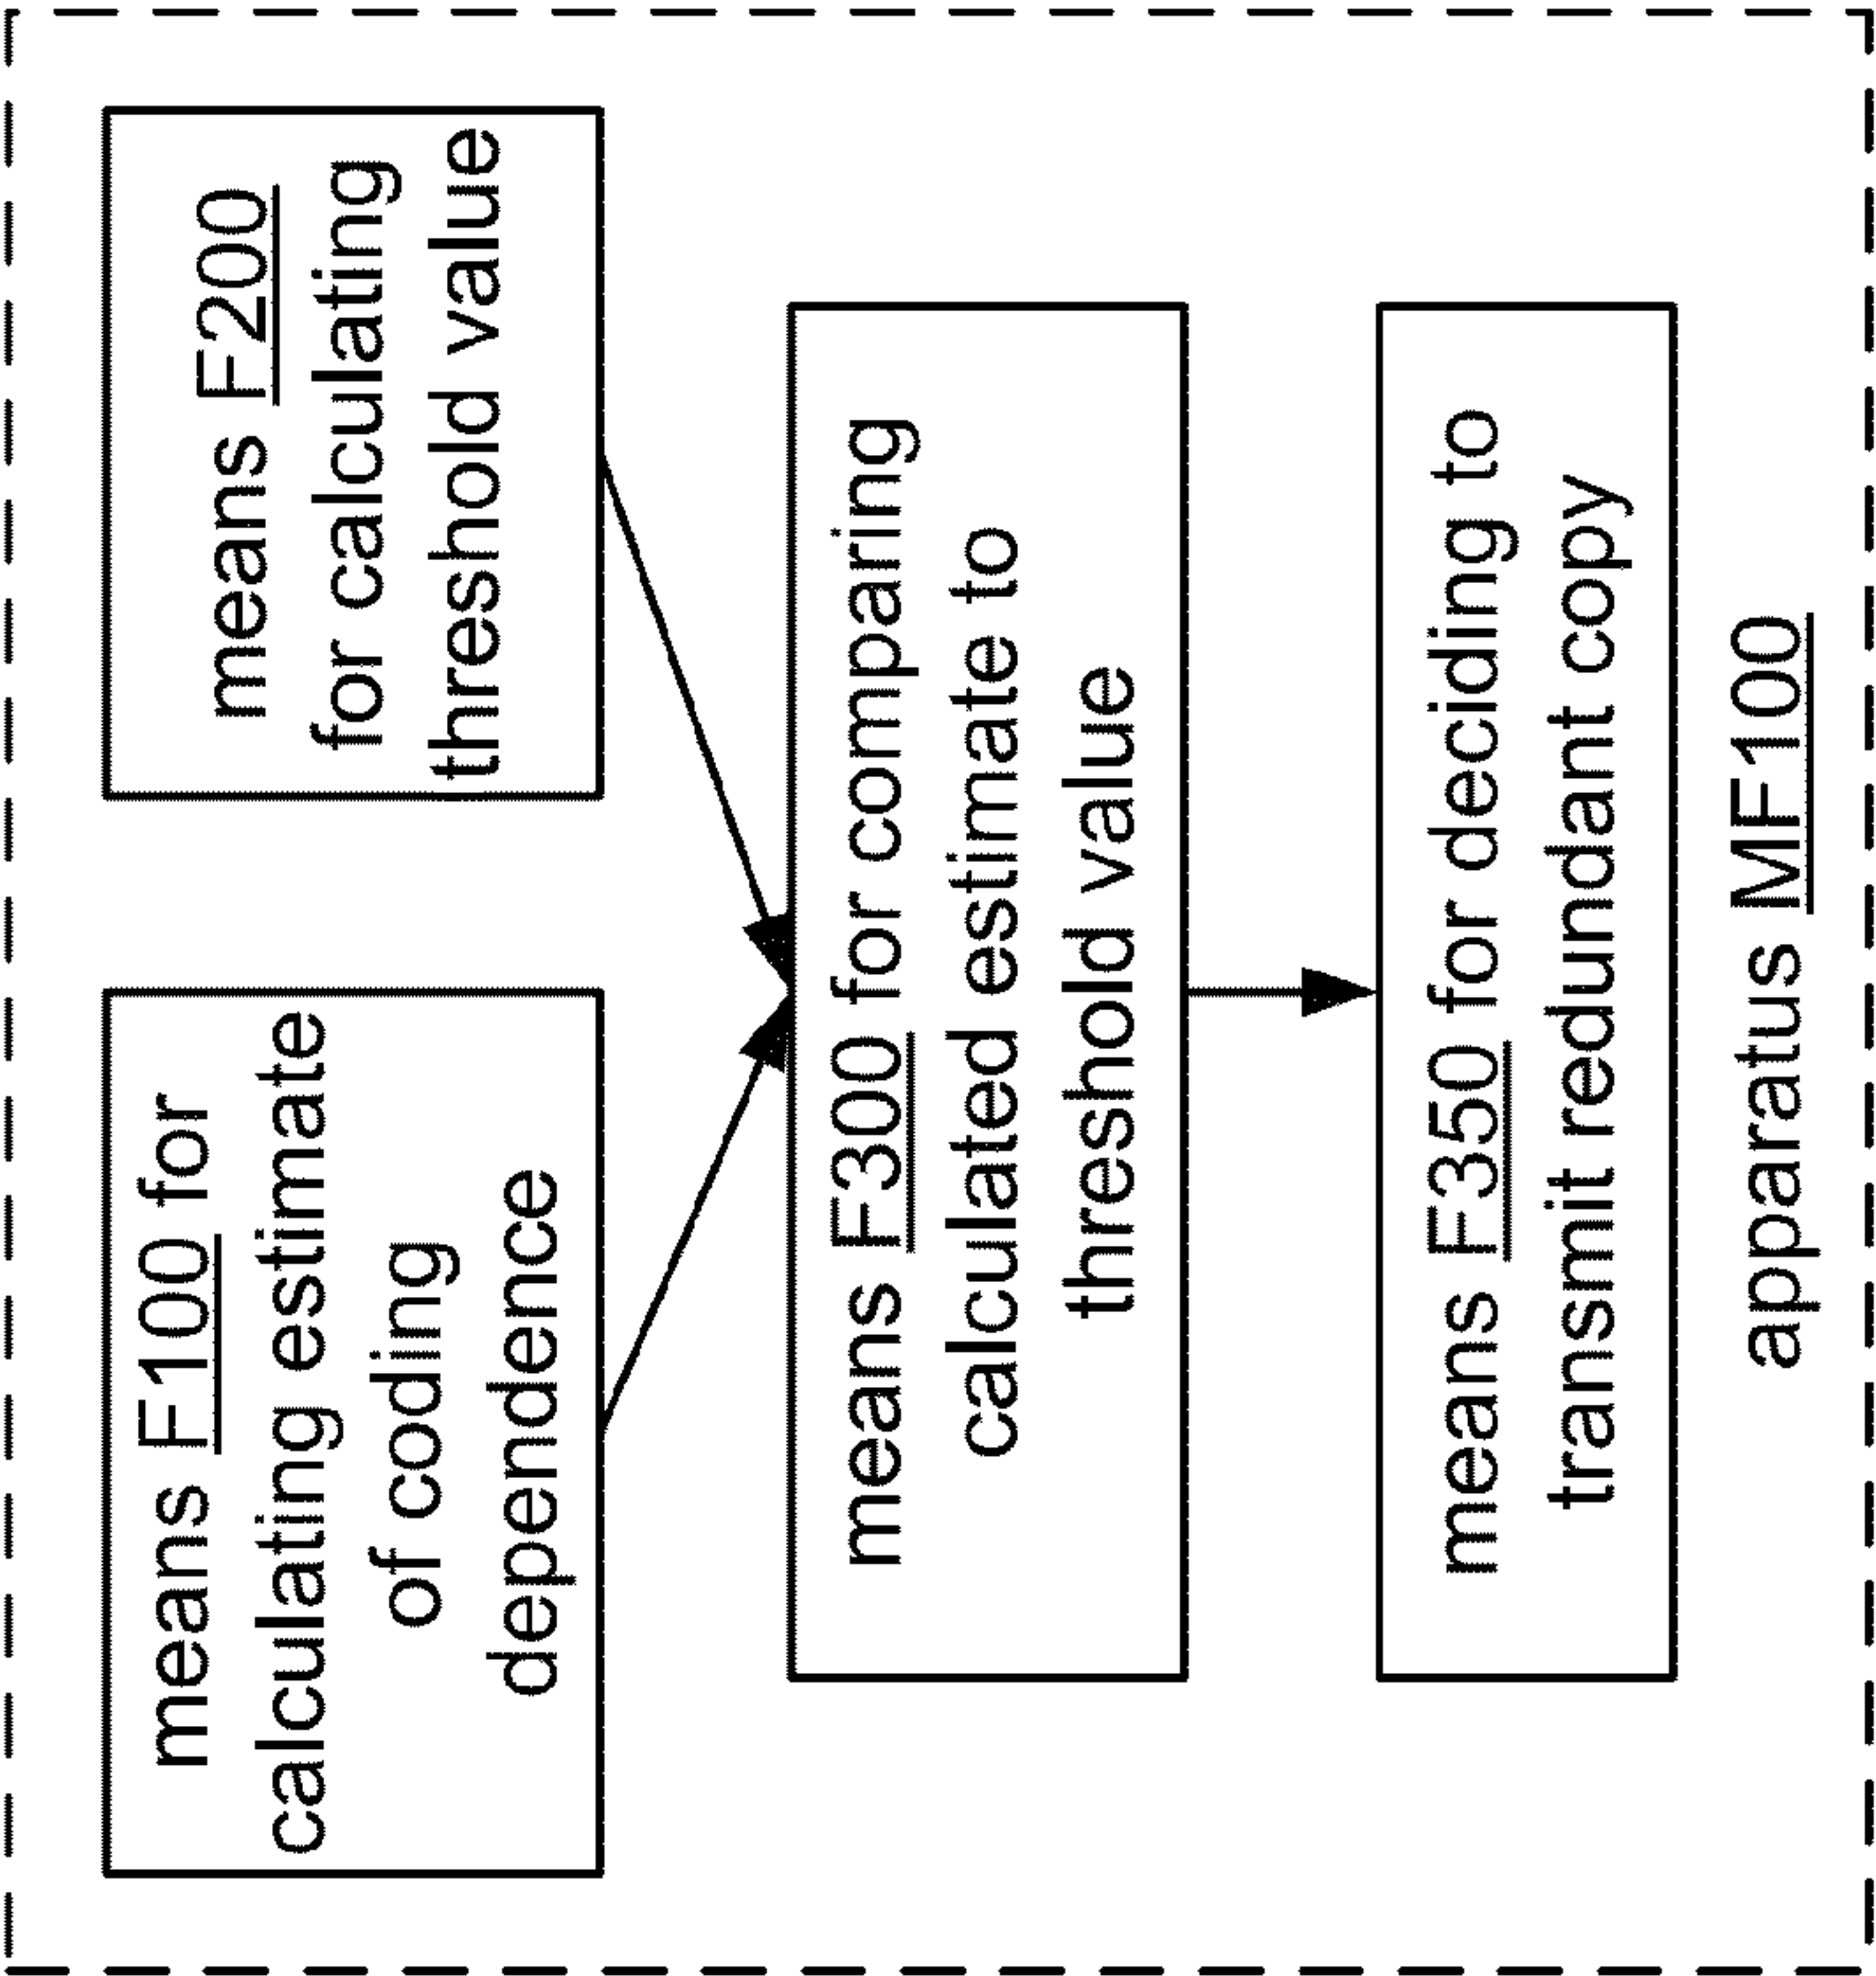 means F100 for
calculating estimate
of coding
dependence
means F200
for calculating
threshold value
means F300 for comparing
calculated estimate to
threshold value
means F350 for deciding to
transmit redundant copy
apparatus MF100